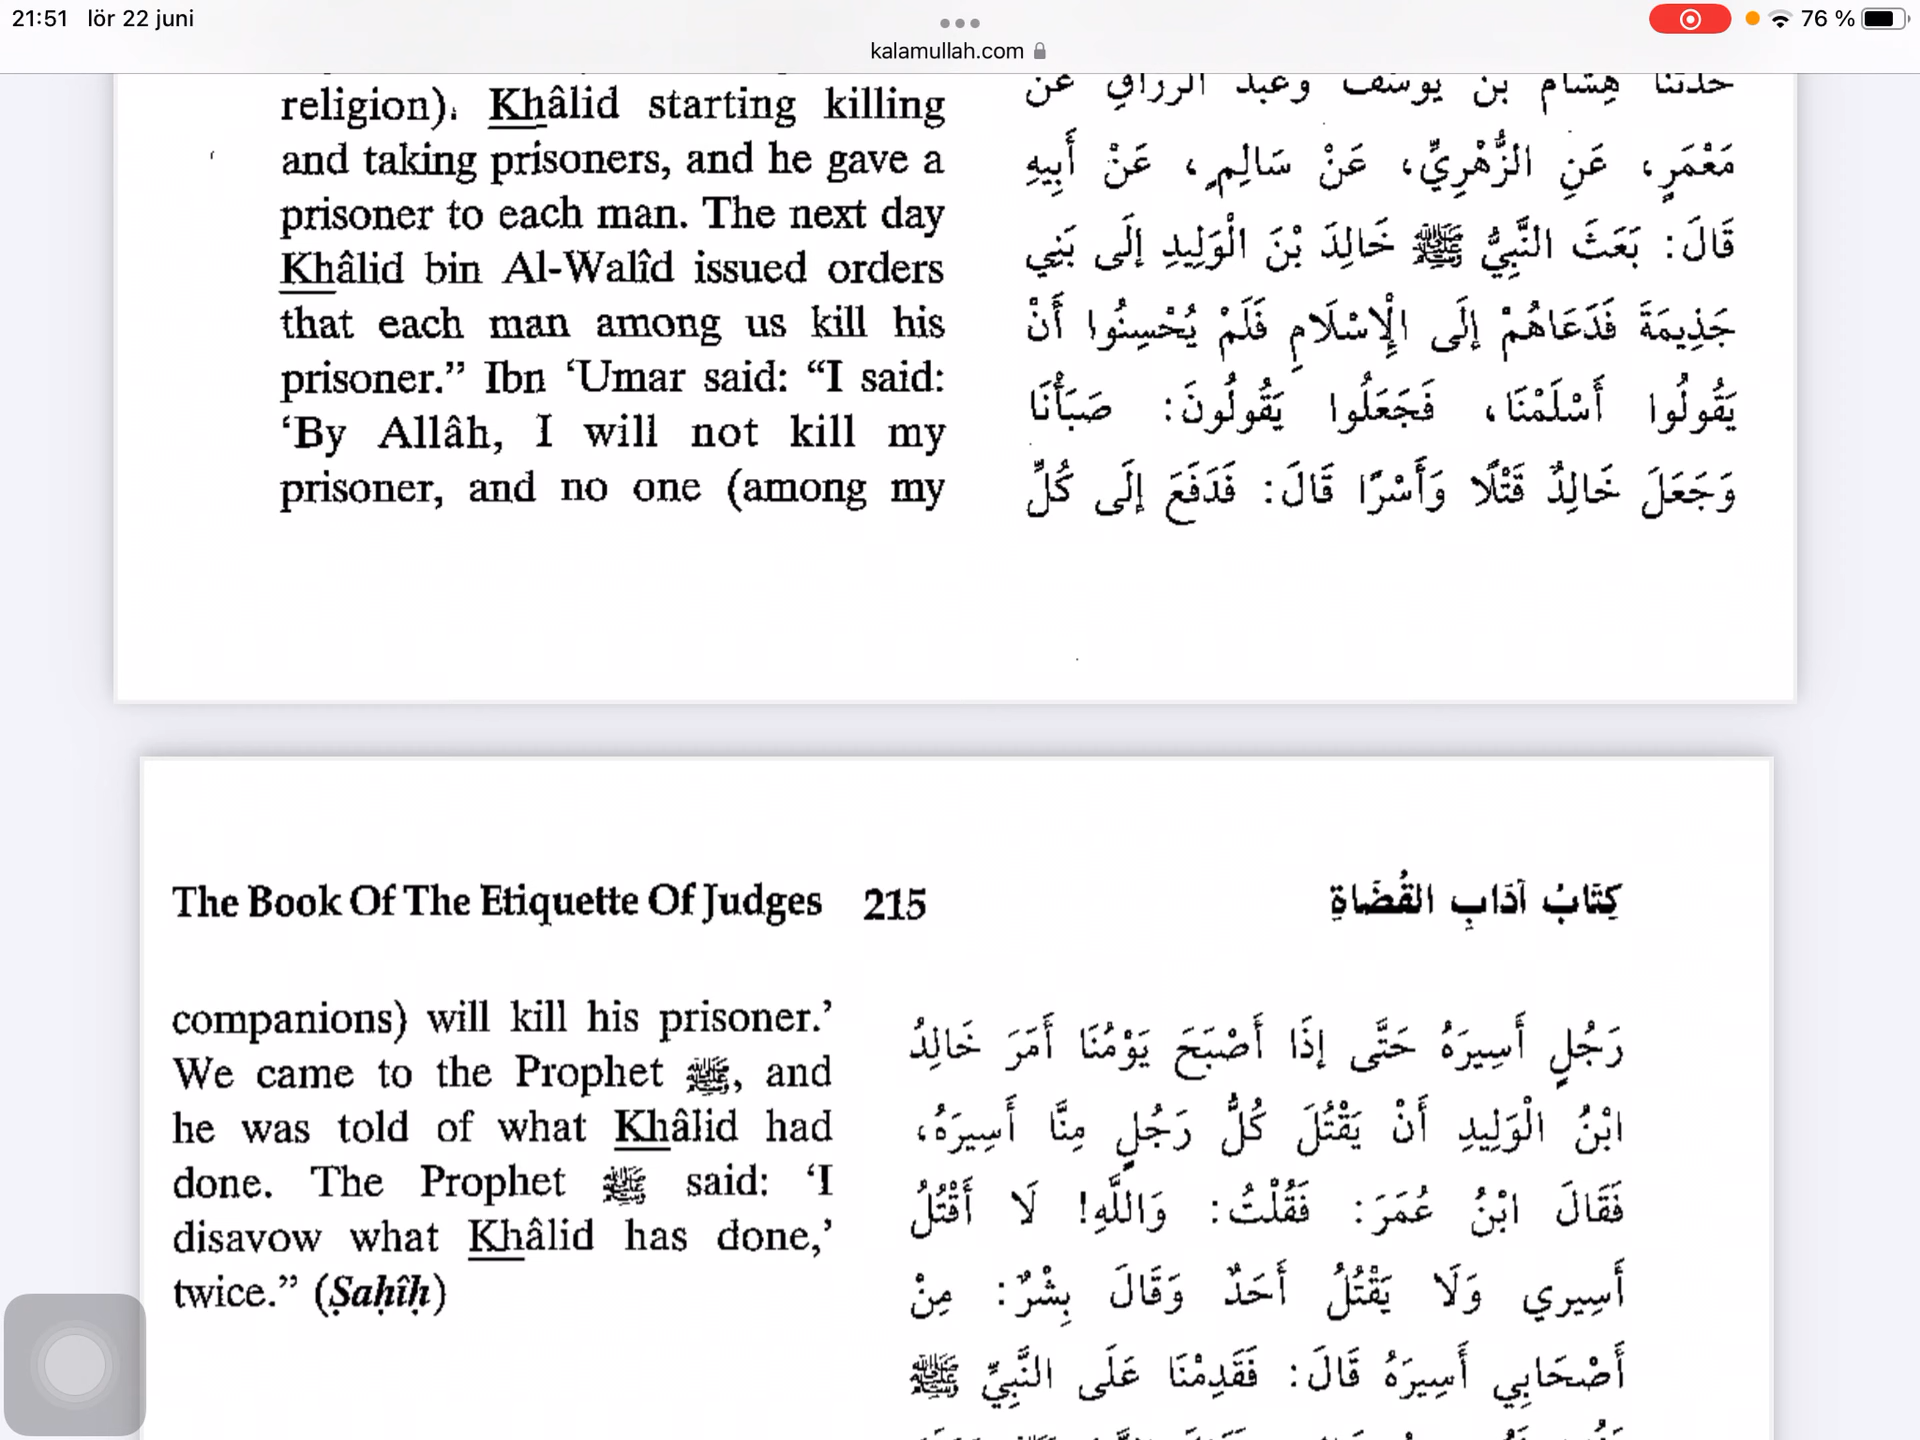 21:51 lör 22 juni
76 %
kalamullah.com
religion). Khâlid starting killing
and taking prisoners, and he gave a
prisoner to each man. The next day
Khâlid bin Al-Walîd issued orders
that each man among us kill his
prisoner.” Ibn ‘Umar said: “I said:
‘By Allâh, I will not kill my
prisoner, and no one (among my
حَدَّثَنَا هِشَامُ بْنُ يُوسُفَ وَعَبْدُ الرَّزَّاقِ عَنْ
مَعْمَرٍ، عَنِ الزُّهْرِيِّ، عَنْ سَالِمٍ، عَنْ أَبِيهِ
قَالَ: بَعَثَ النَّبِيُّ ﷺ خَالِدَ بْنَ الْوَلِيدِ إِلَى بَنِي
جَذِيمَةَ فَدَعَاهُمْ إِلَى الْإِسْلَامِ فَلَمْ يُحْسِنُوا أَنْ
يَقُولُوا أَسْلَمْنَا، فَجَعَلُوا يَقُولُونَ: صَبَأْنَا
وَجَعَلَ خَالِدٌ قَتْلًا وَأَسْرًا قَالَ: فَدَفَعَ إِلَى كُلِّ
The Book Of The Etiquette Of Judges 215 كِتَابُ آدَابِ القُضَاةِ
companions) will kill his prisoner.’
We came to the Prophet ﷺ, and
he was told of what Khâlid had
done. The Prophet ﷺ said: ‘I
disavow what Khâlid has done,’
twice.” (Ṣaḥîḥ)
رَجُلٍ أَسِيرَهُ حَتَّى إِذَا أَصْبَحَ يَوْمُنَا أَمَرَ خَالِدُ
ابْنُ الْوَلِيدِ أَنْ يَقْتُلَ كُلُّ رَجُلٍ مِنَّا أَسِيرَهُ،
فَقَالَ ابْنُ عُمَرَ: فَقُلْتُ: وَاللَّهِ! لَا أَقْتُلُ
أَسِيرِي وَلَا يَقْتُلُ أَحَدٌ وَقَالَ بِشْرٌ: مِنْ
أَصْحَابِي أَسِيرَهُ قَالَ: فَقَدِمْنَا عَلَى النَّبِيِّ ﷺ